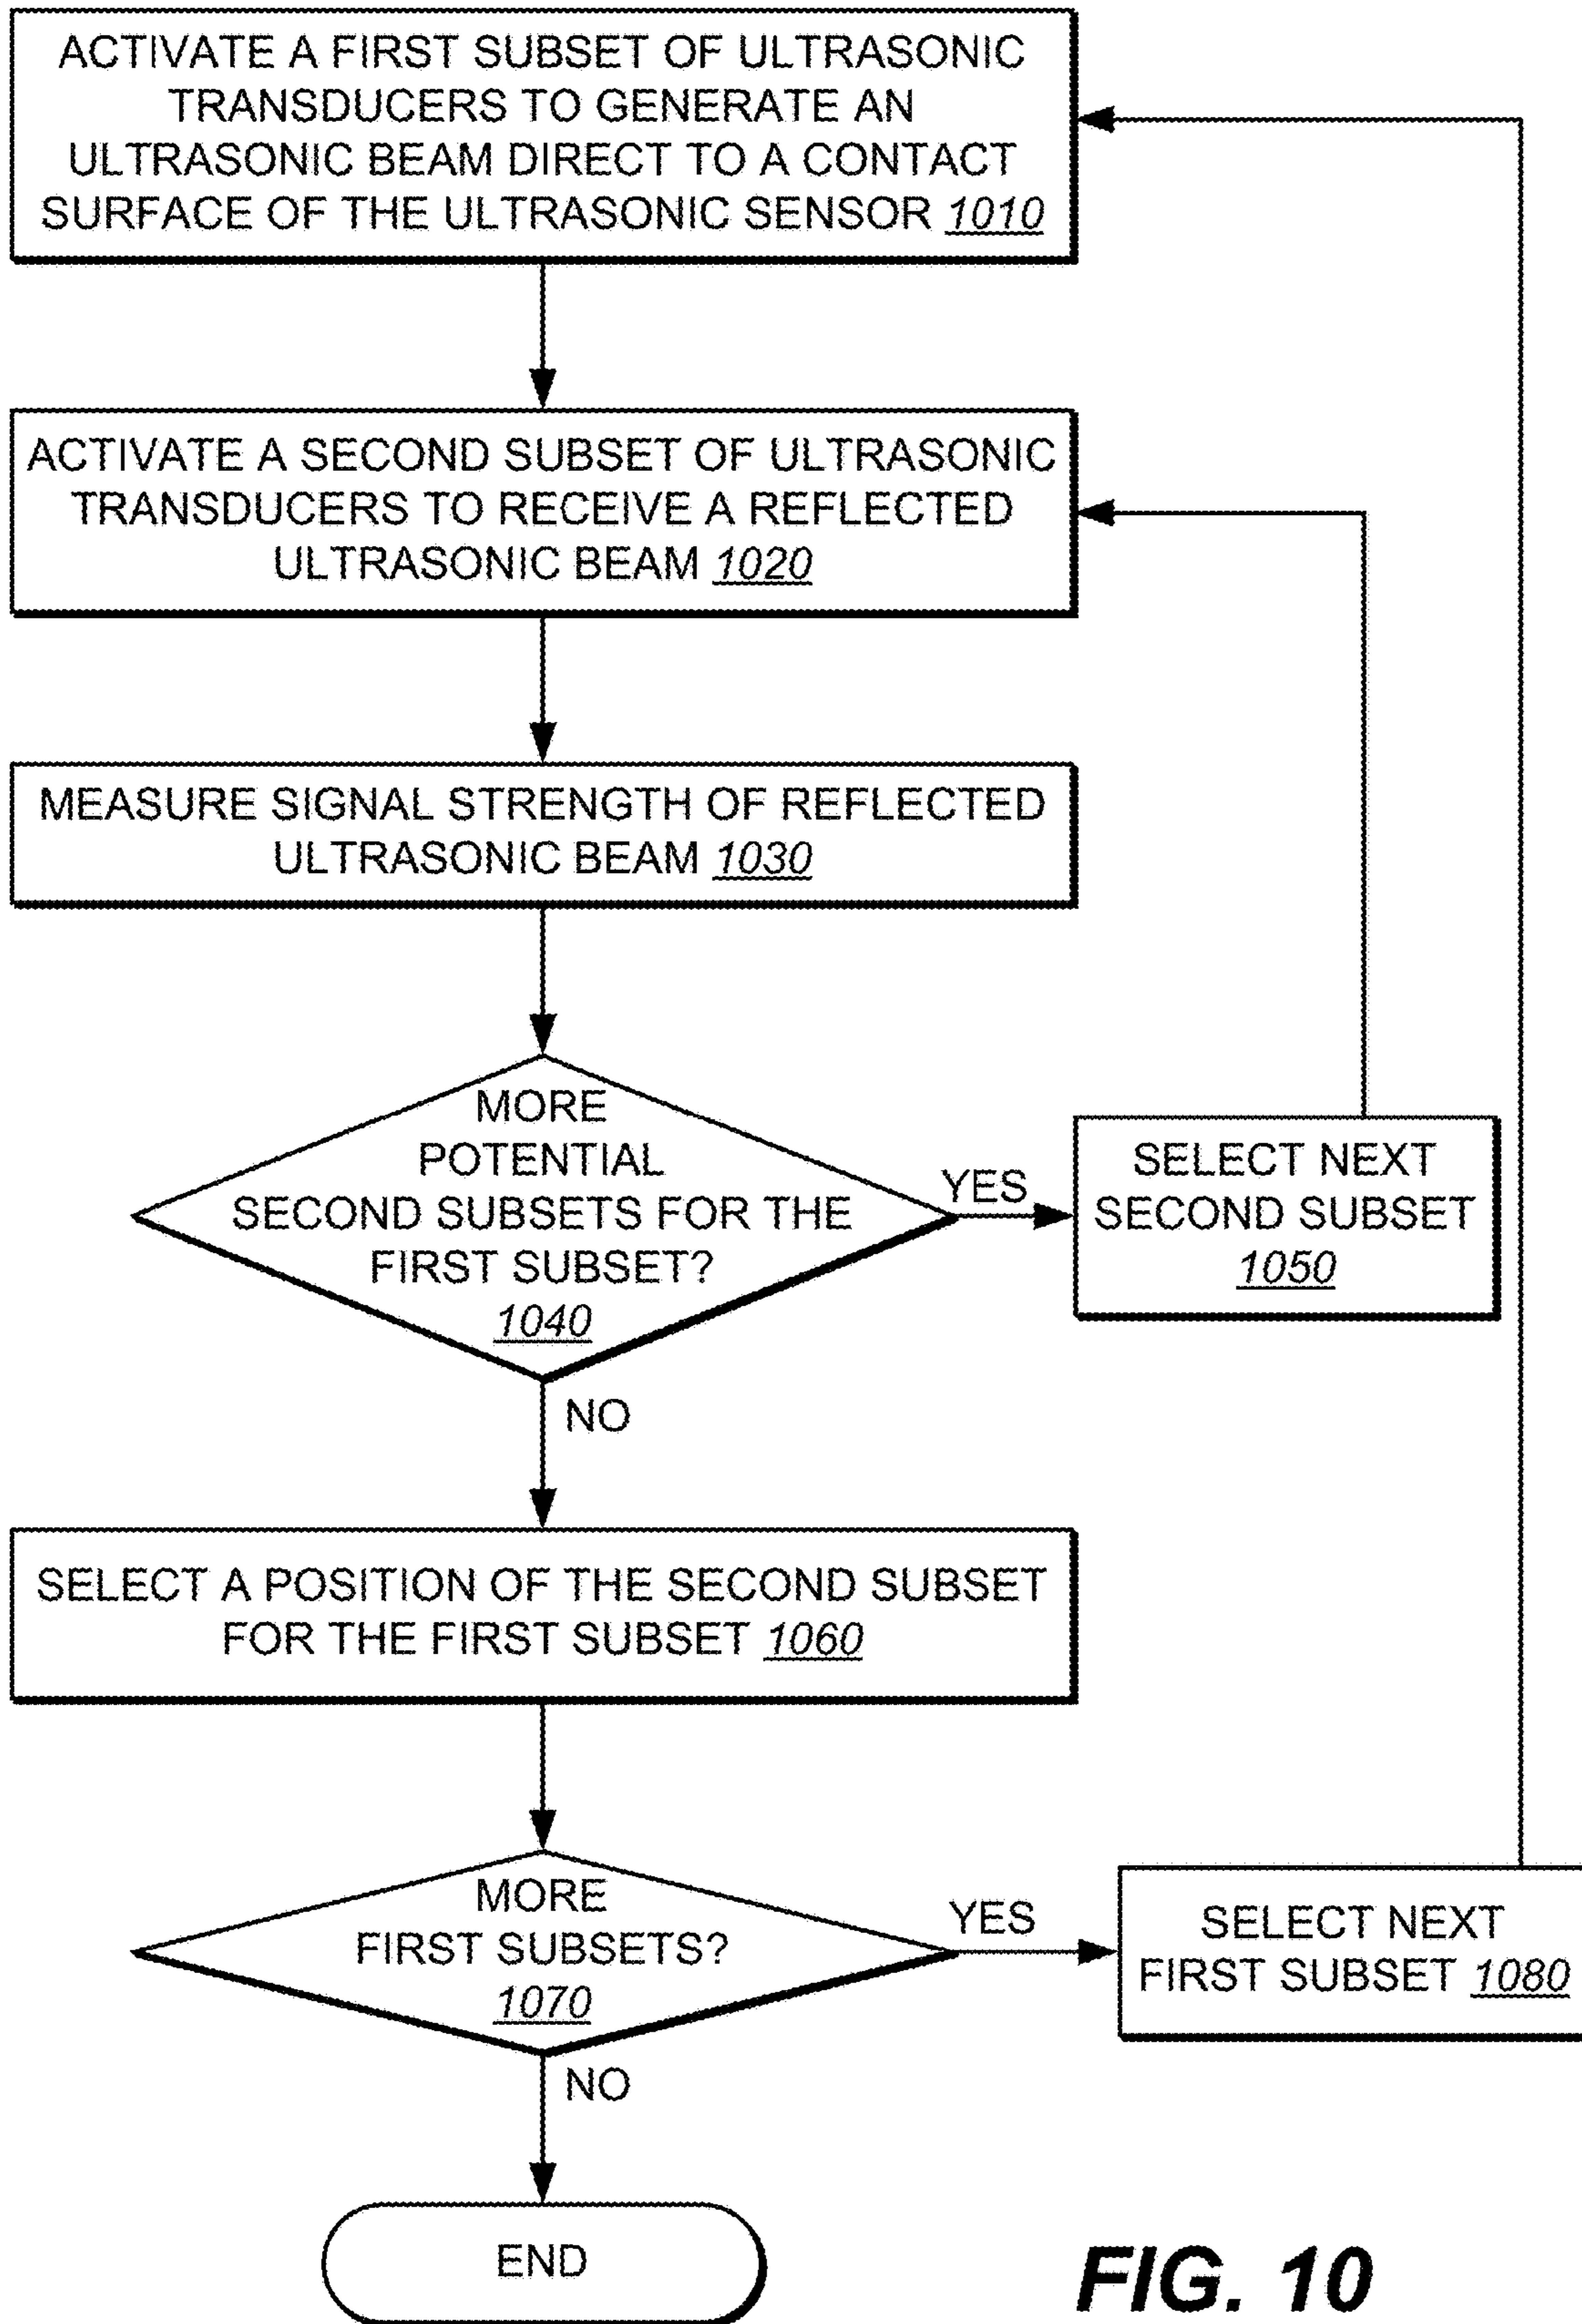 ACTIVATE A FIRST SUBSET OF ULTRASONIC
TRANSDUCERS TO GENERATE AN
ULTRASONIC BEAM DIRECT TO A CONTACT
SURFACE OF THE ULTRASONIC SENSOR 1010
ACTIVATE A SECOND SUBSET OF ULTRASONIC
TRANSDUCERS TO RECEIVE A REFLECTED
ULTRASONIC BEAM 1020
MEASURE SIGNAL STRENGTH OF REFLECTED
ULTRASONIC BEAM 1030
MORE
POTENTIAL
SECOND SUBSETS FOR THE
FIRST SUBSET?
1040
YES
SELECT NEXT
SECOND SUBSET
1050
NO
SELECT A POSITION OF THE SECOND SUBSET
FOR THE FIRST SUBSET 1060
MORE
FIRST SUBSETS?
1070
YES
SELECT NEXT
FIRST SUBSET 1080
NO
END
FIG. 10